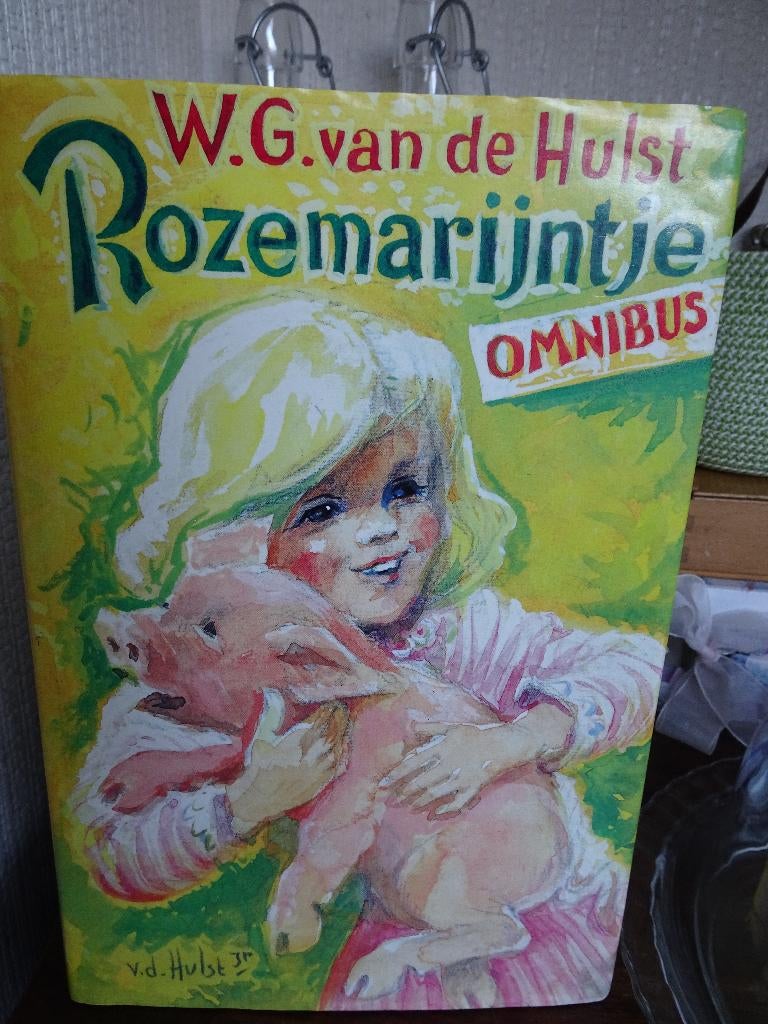 W.G. van de Hulst
Rozemarijntje
OMNIBUS
v.d. Hulst jr